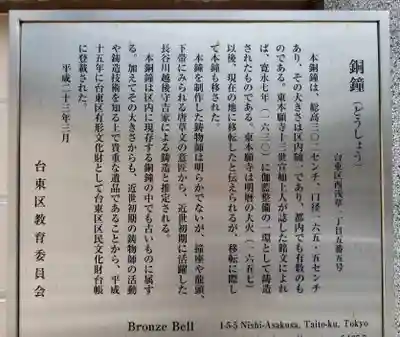 銅鐘（どうしょう）
台東区西浅草一丁目五番五号
本銅鐘は、総高三〇二センチ、口径一六五・五センチ
あり、その大きさは区内随一であり、都内でも有数のも
のである。東本願寺十三世宣如上人が誌した銘文によれ
ば、寛永七年（一六三〇）に伽藍整備の一環として鋳造
されたものである。東本願寺は明暦の大火（一六五七）
以後、現在の地に移転したと伝えられるが、移転に際し
て本鐘も移された。
本鐘を制作した鋳物師は明らかでないが、鐘座や龍頭、
下帯にみられる唐草文の意匠から、近世初期に活躍した
長谷川越後守吉家による鋳造と推定される。
本銅鐘は区内に現存する銅鐘の中でも古いものに属す
る。加えてその大きさからも、近世初期の鋳物師の活動
や鋳造技術を知る上で貴重な遺品であることから、平成
十五年に台東区有形文化財として台東区区民文化財台帳
に登載された。
平成二十三年三月
台東区教育委員会
Bronze Bell
1-5-5 Nishi-Asakusa, Taito-ku, Tokyo